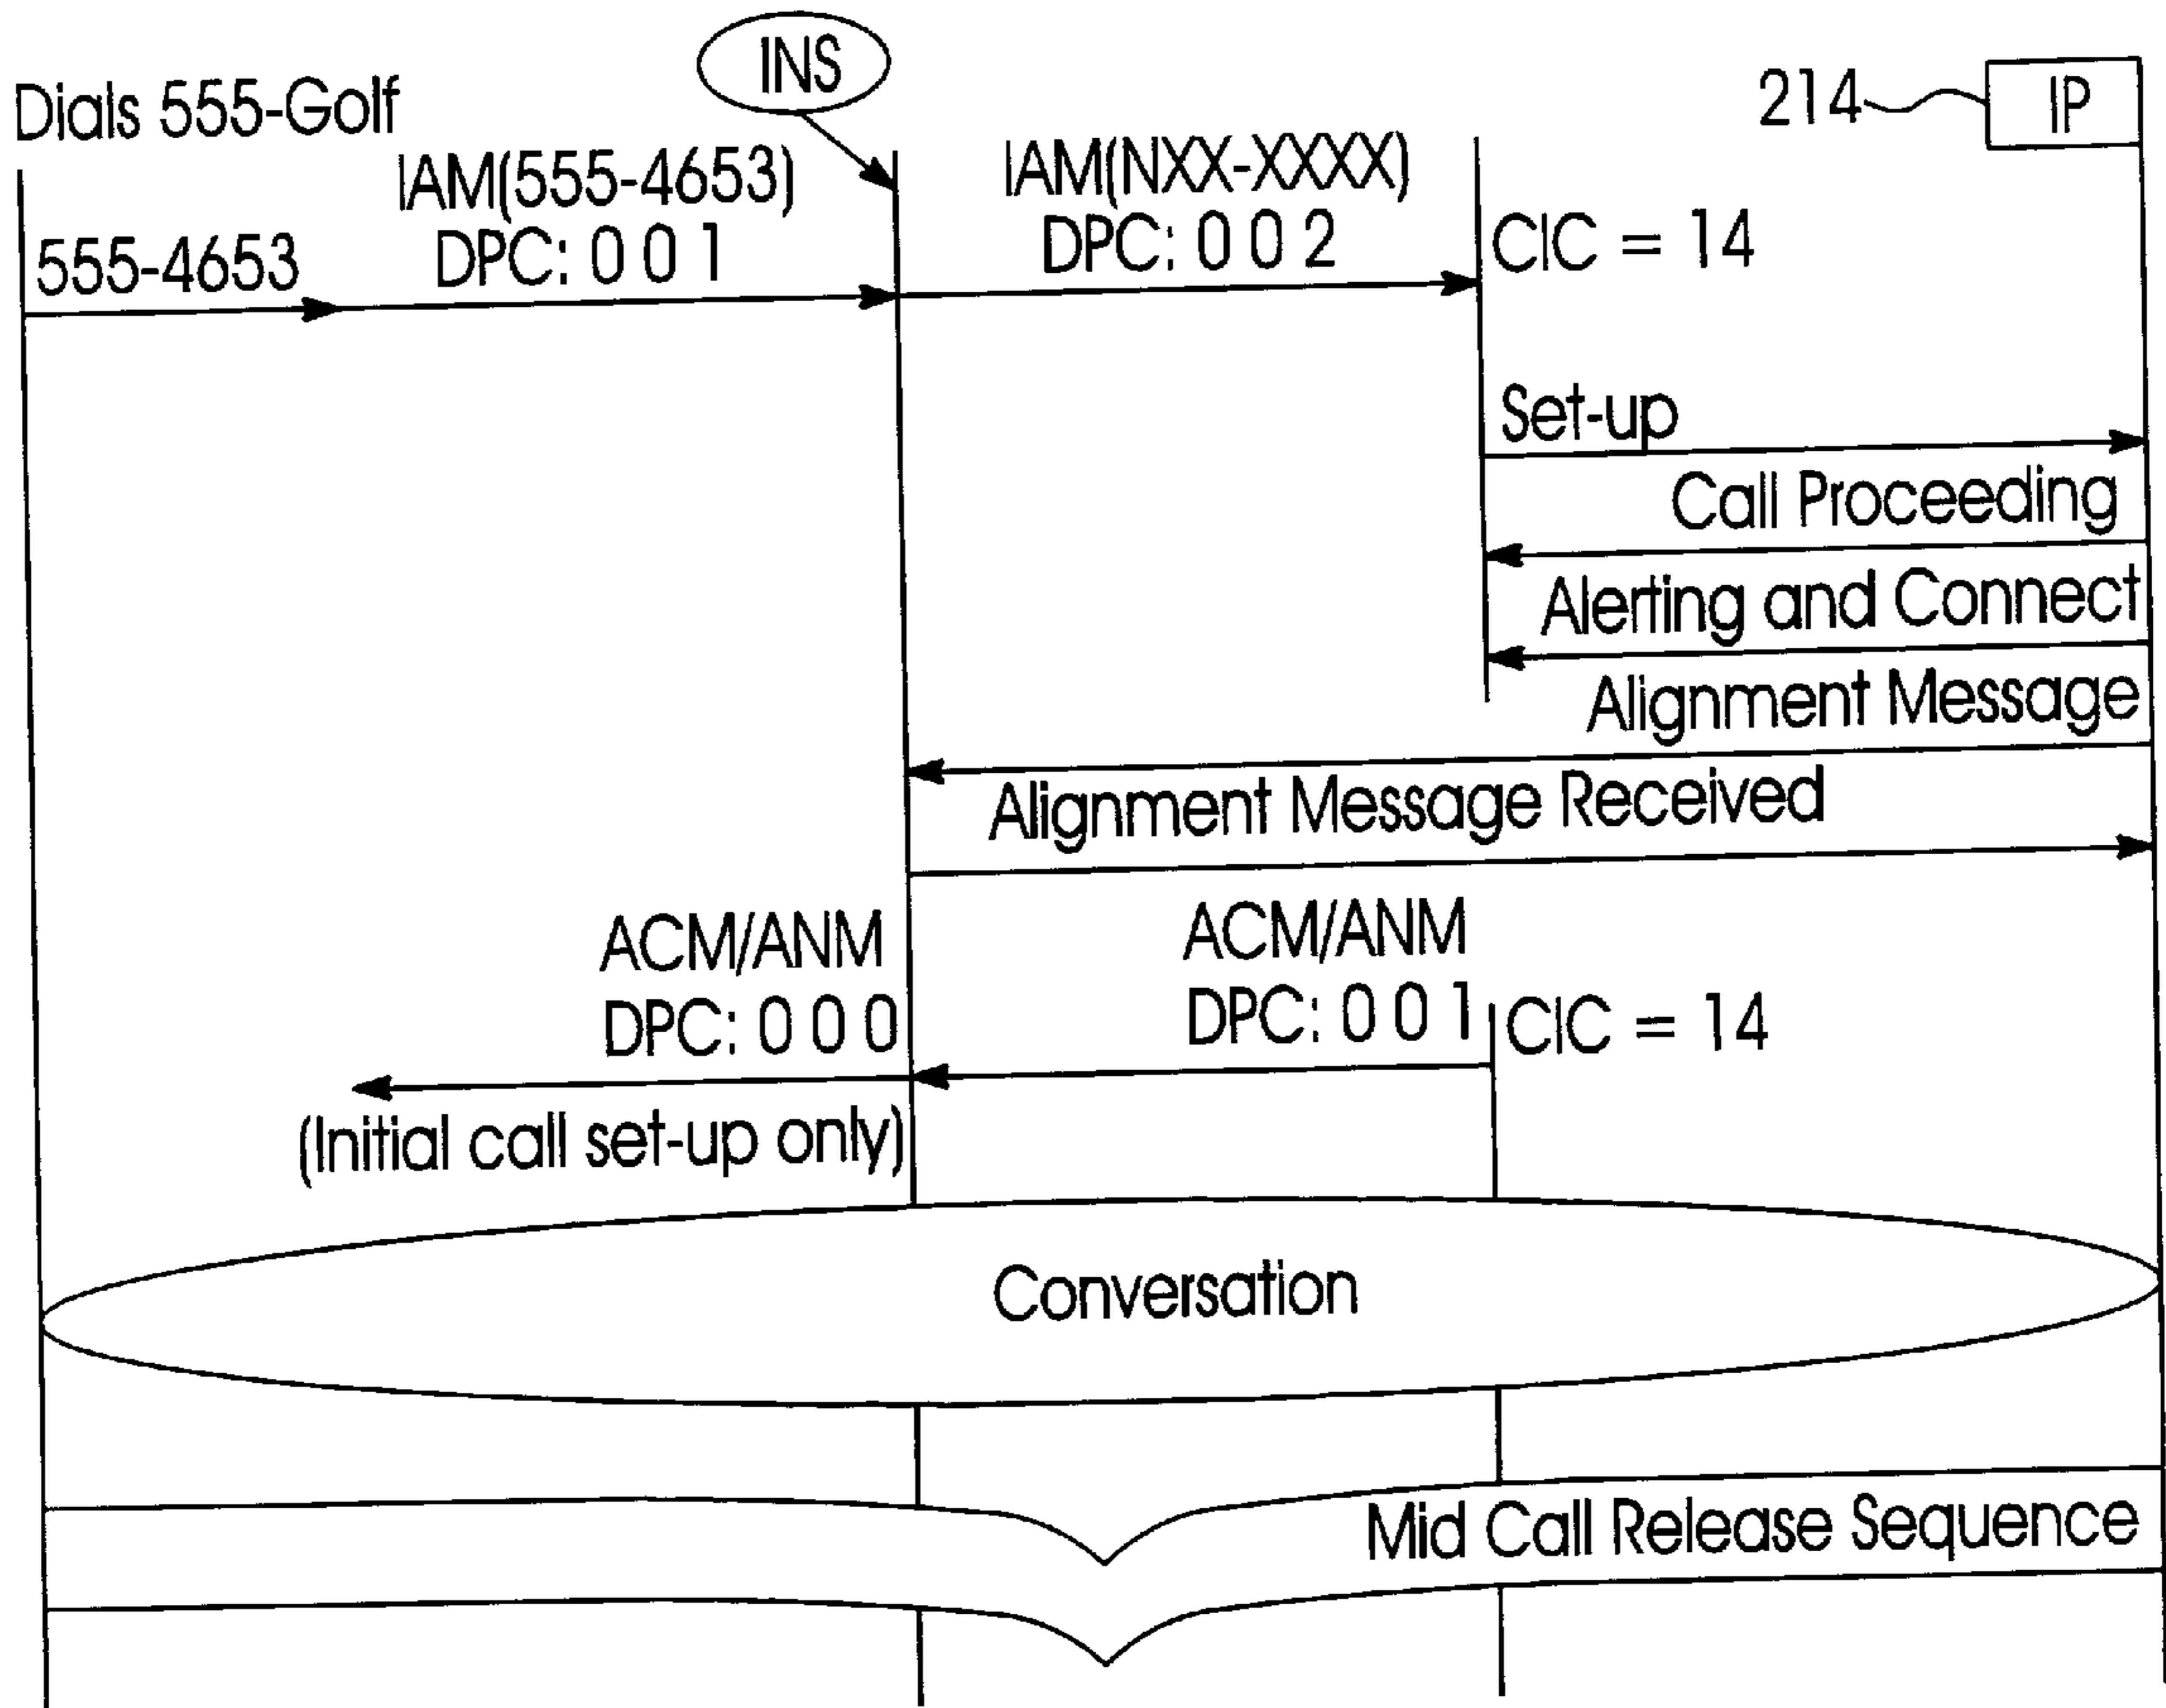 INS
214
IP
Dials 555-Golf
IAM(555-4653)
DPC: 0 0 1
IAM(NXX-XXXX)
DPC: 0 0 2
CIC = 14
555-4653
Set-up
Call Proceeding
Alerting and Connect
Alignment Message
Alignment Message Received
ACM/ANM
DPC: 0 0 0
ACM/ANM
DPC: 0 0 1
CIC = 14
(Initial call set-up only)
Conversation
Mid Call Release Sequence